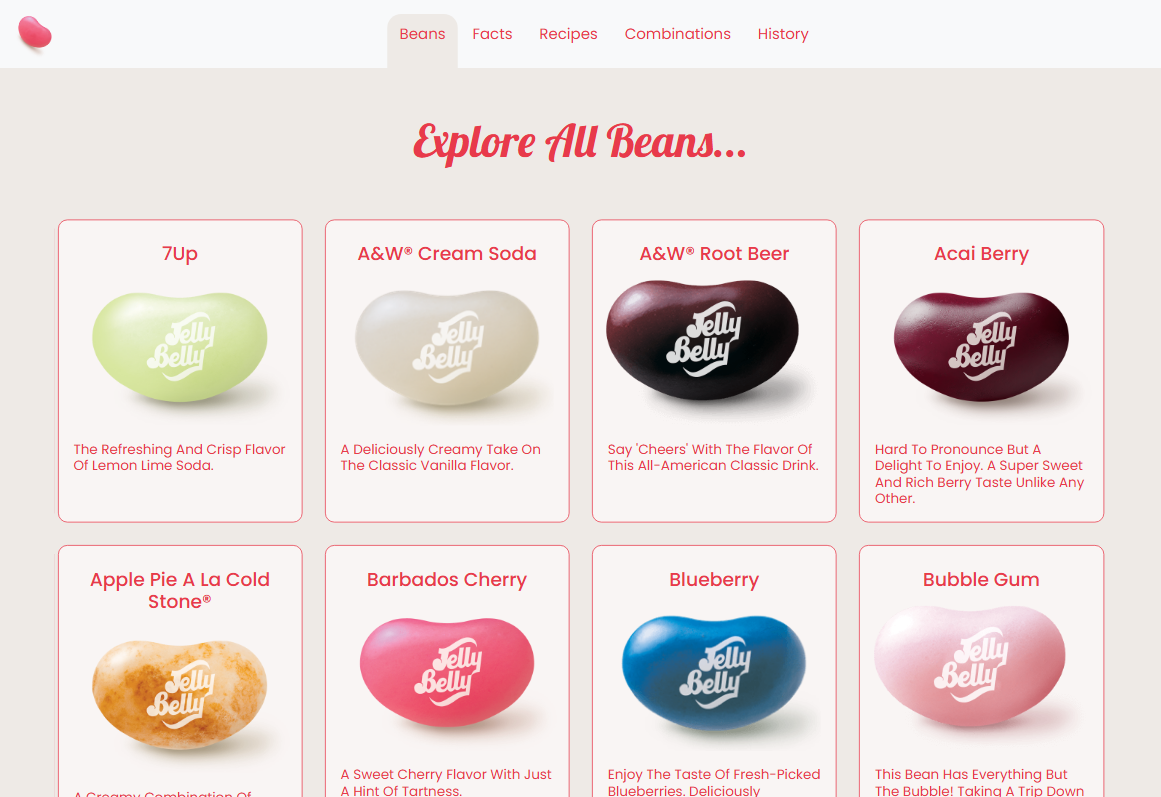 Beans Facts Recipes Combinations History
Explore All Beans...
7Up
A&W® Cream Soda
A&W® Root Beer
Acai Berry
Jelly
Belly
Jelly
Belly
Jelly
Belly
Jelly
Belly
The Refreshing And Crisp Flavor
Of Lemon Lime Soda.
A Deliciously Creamy Take On
The Classic Vanilla Flavor.
Say 'Cheers' With The Flavor Of
This All-American Classic Drink.
Hard To Pronounce But A
Delight To Enjoy. A Super Sweet
And Rich Berry Taste Unlike Any
Other.
Apple Pie A La Cold
Stone®
Barbados Cherry
Blueberry
Bubble Gum
Jelly
Belly
Jelly
Belly
Jelly
Belly
Jelly
Belly
A Creamy Combination Of
A Sweet Cherry Flavor With Just
A Hint Of Tartness.
Enjoy The Taste Of Fresh-Picked
Blueberries. Deliciously
This Bean Has Everything But
The Bubble! Taking A Trip Down